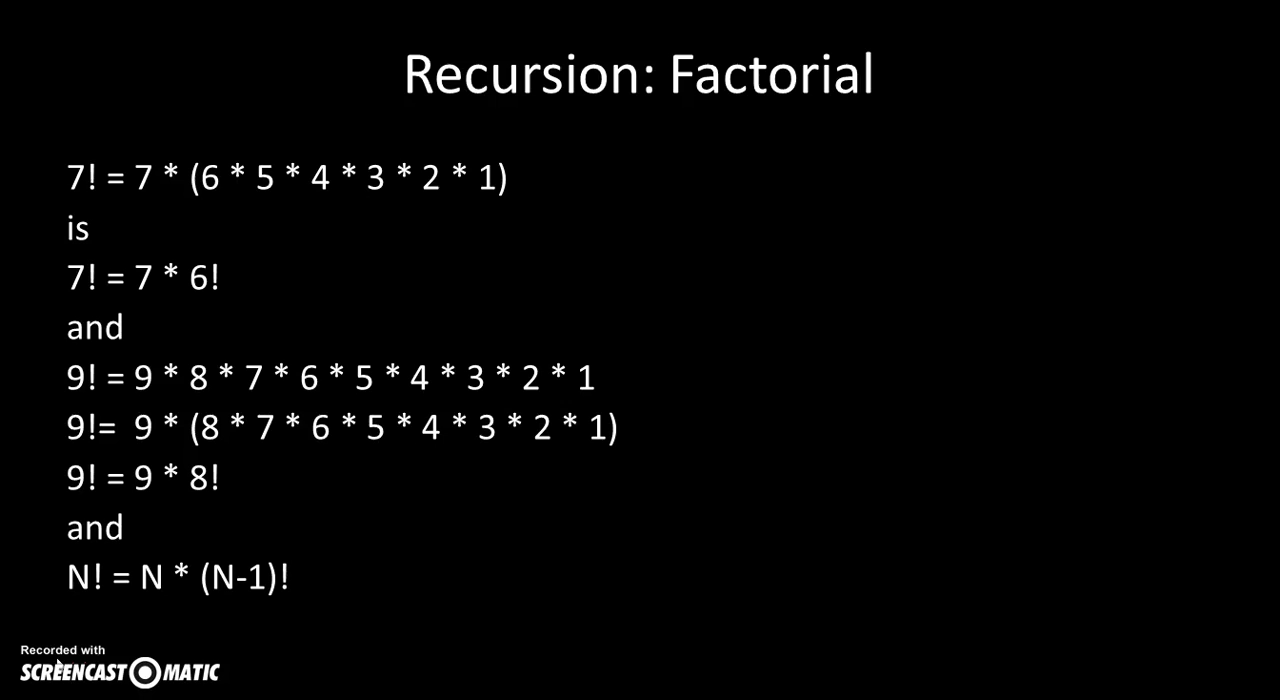 Recursion: Factorial
7! = 7 * (6 * 5 * 4 * 3 * 2 * 1)
is
7! = 7 * 6!
and
9! = 9 * 8 * 7 * 6 * 5 * 4 * 3 * 2 * 1
9!= 9 * (8 * 7 * 6 * 5 * 4 * 3 * 2 * 1)
9! = 9 * 8!
and
N! = N * (N-1)!
Recorded with
SCREENCAST MATIC